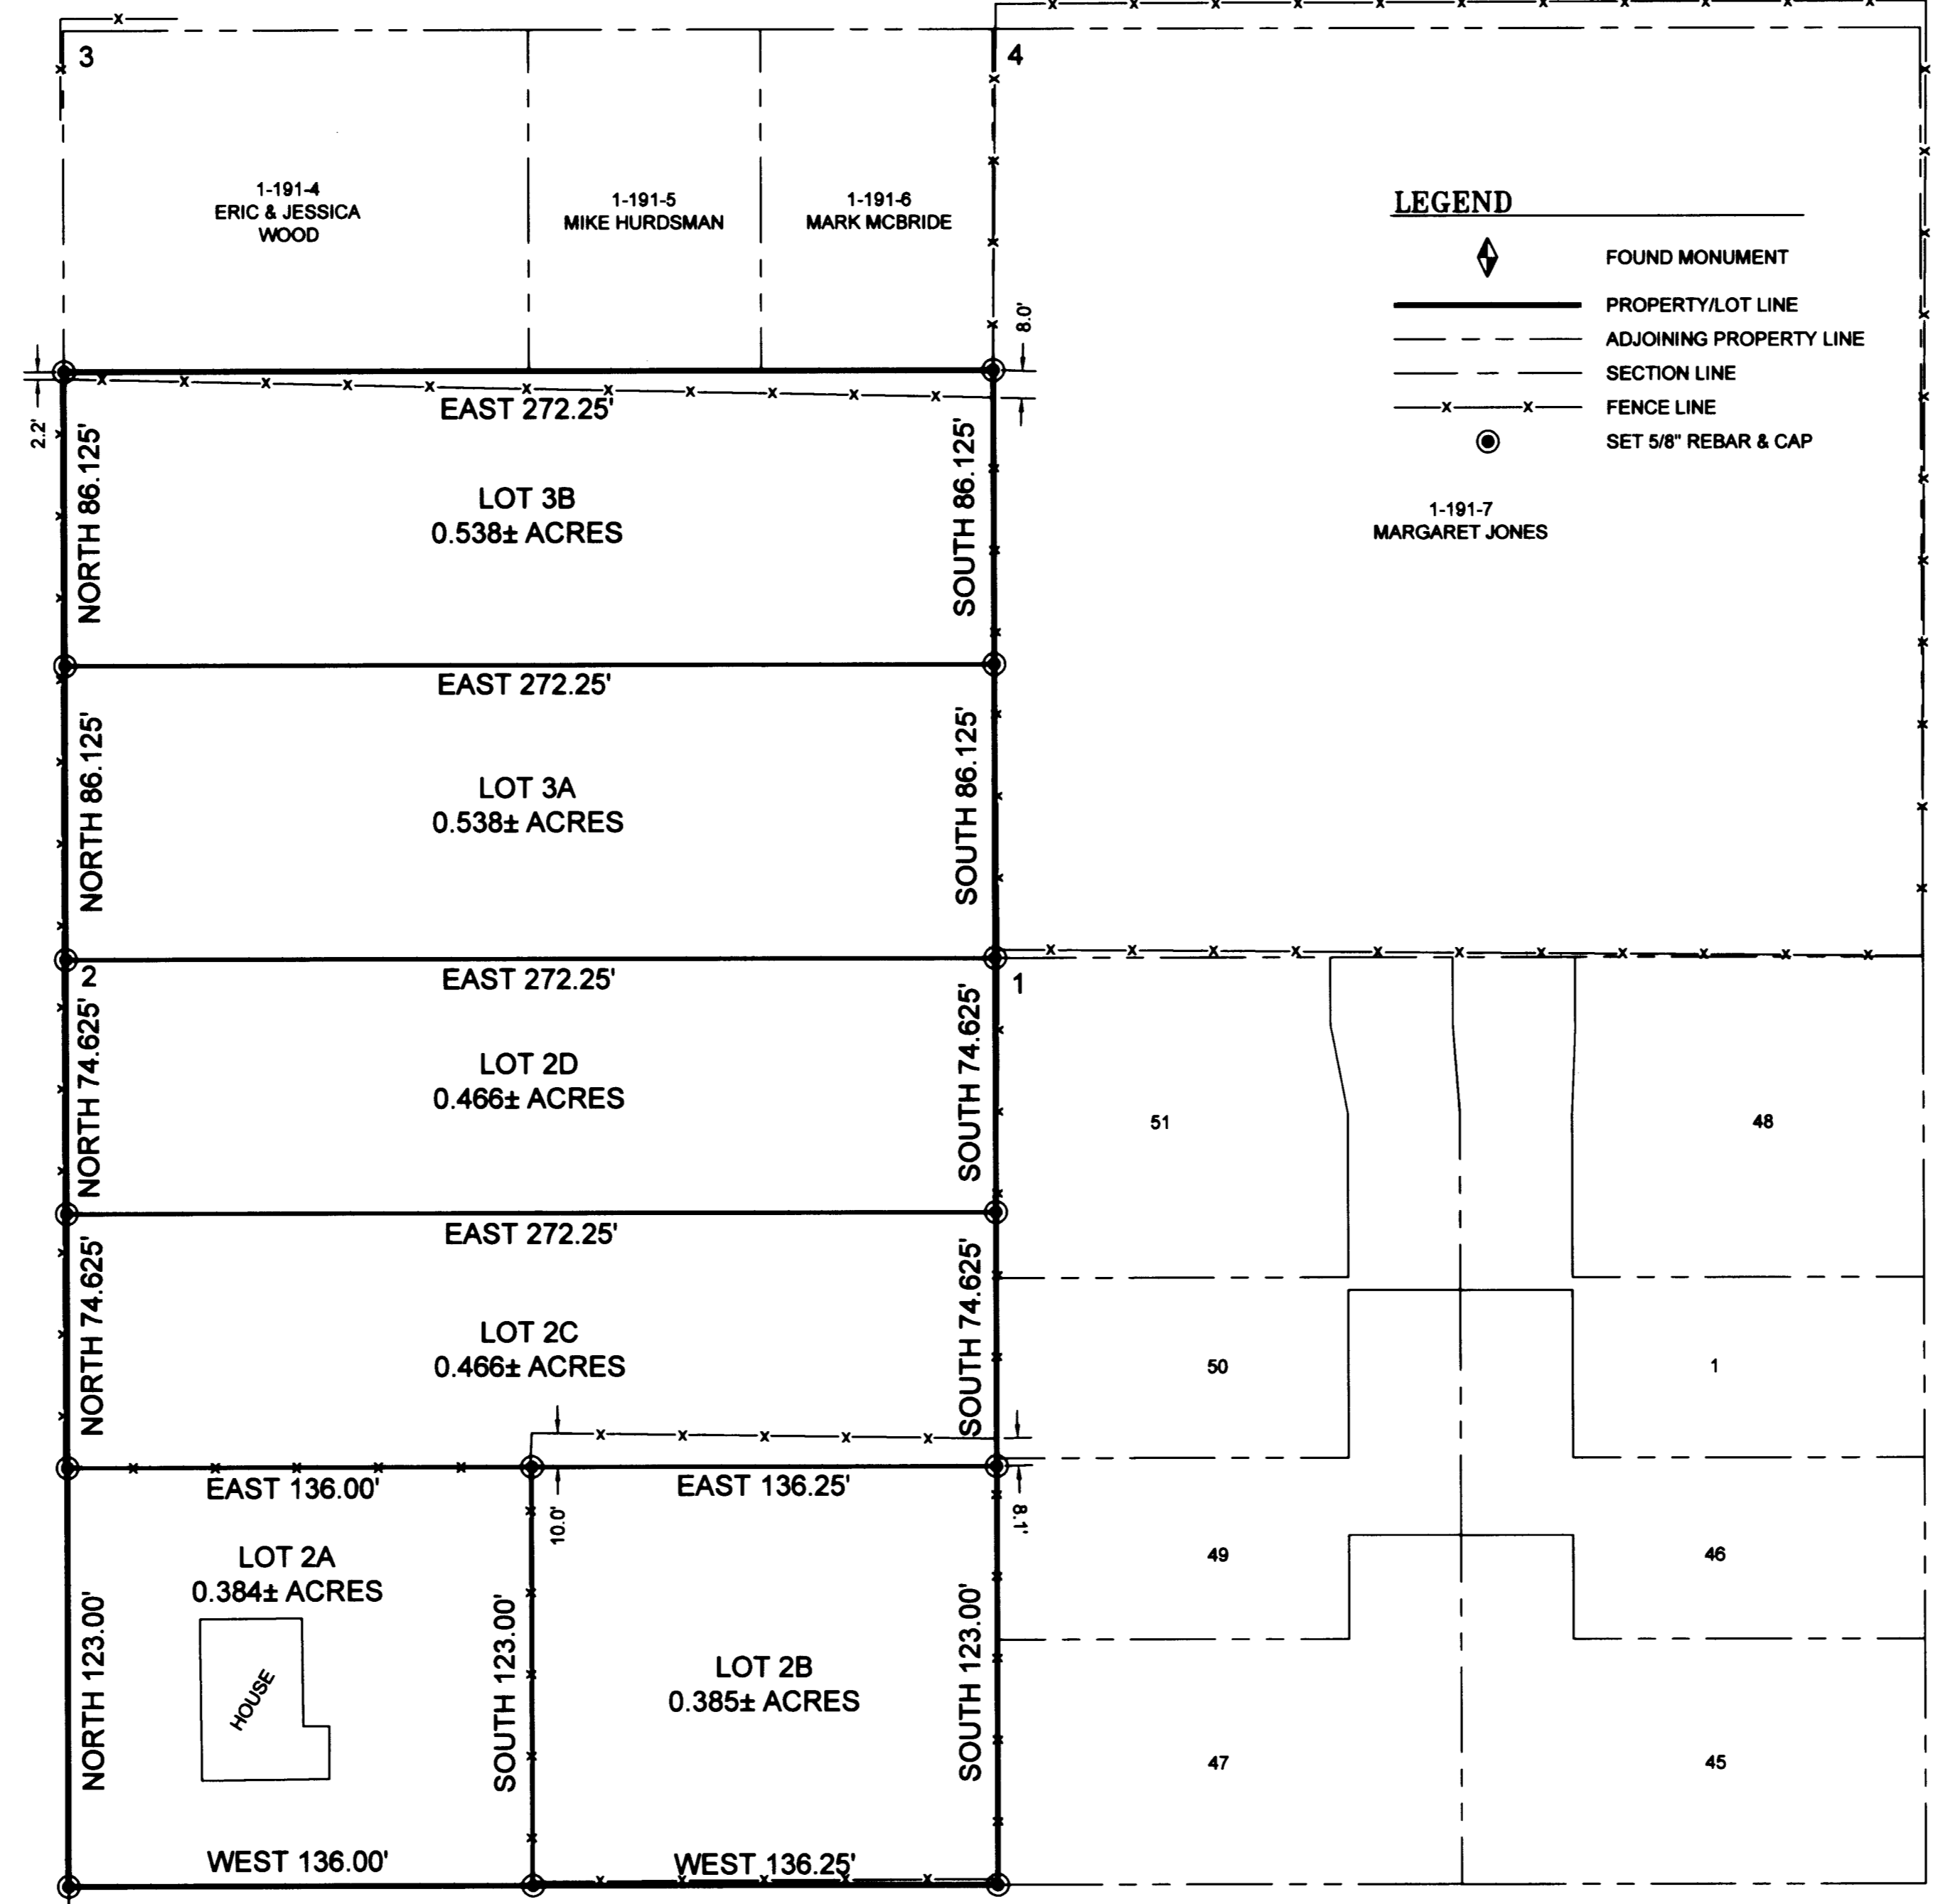 3
4
1-191-4
ERIC & JESSICA
WOOD
1-191-5
MIKE HURDSMAN
1-191-6
MARK MCBRIDE
LEGEND
FOUND MONUMENT
PROPERTY/LOT LINE
ADJOINING PROPERTY LINE
SECTION LINE
FENCE LINE
SET 5/8" REBAR & CAP
1-191-7
MARGARET JONES
8.0'
2.2'
EAST 272.25'
NORTH 86.125'
LOT 3B
0.538± ACRES
SOUTH 86.125'
EAST 272.25'
NORTH 86.125'
LOT 3A
0.538± ACRES
SOUTH 86.125'
2
EAST 272.25'
1
NORTH 74.625'
LOT 2D
0.466± ACRES
SOUTH 74.625'
51
48
EAST 272.25'
NORTH 74.625'
LOT 2C
0.466± ACRES
SOUTH 74.625'
50
1
EAST 136.00'
EAST 136.25'
10.0'
8.1'
LOT 2A
0.384± ACRES
49
46
NORTH 123.00'
HOUSE
SOUTH 123.00'
LOT 2B
0.385± ACRES
SOUTH 123.00'
47
45
WEST 136.00'
WEST 136.25'